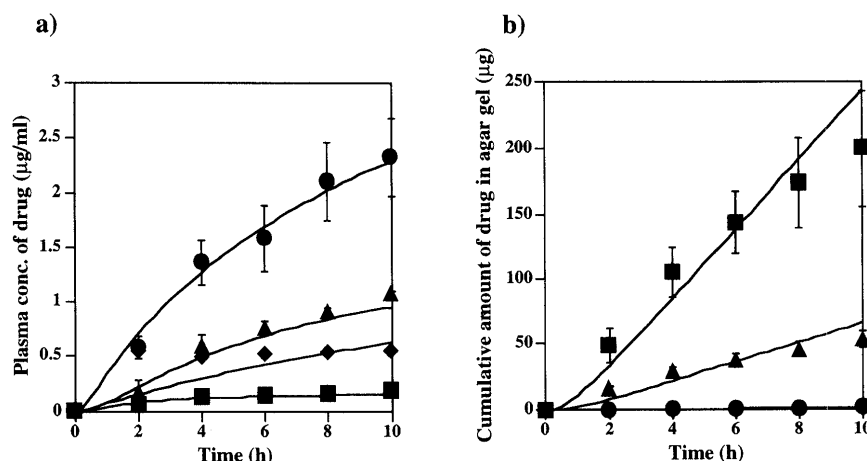 a)
Plasma conc. of drug (µg/ml)
3
2.5
2
1.5
1
0.5
0
0 2 4 6 8 10
Time (h)
b)
Cumulative amount of drug in agar gel (µg)
250
200
150
100
50
0
0 2 4 6 8 10
Time (h)